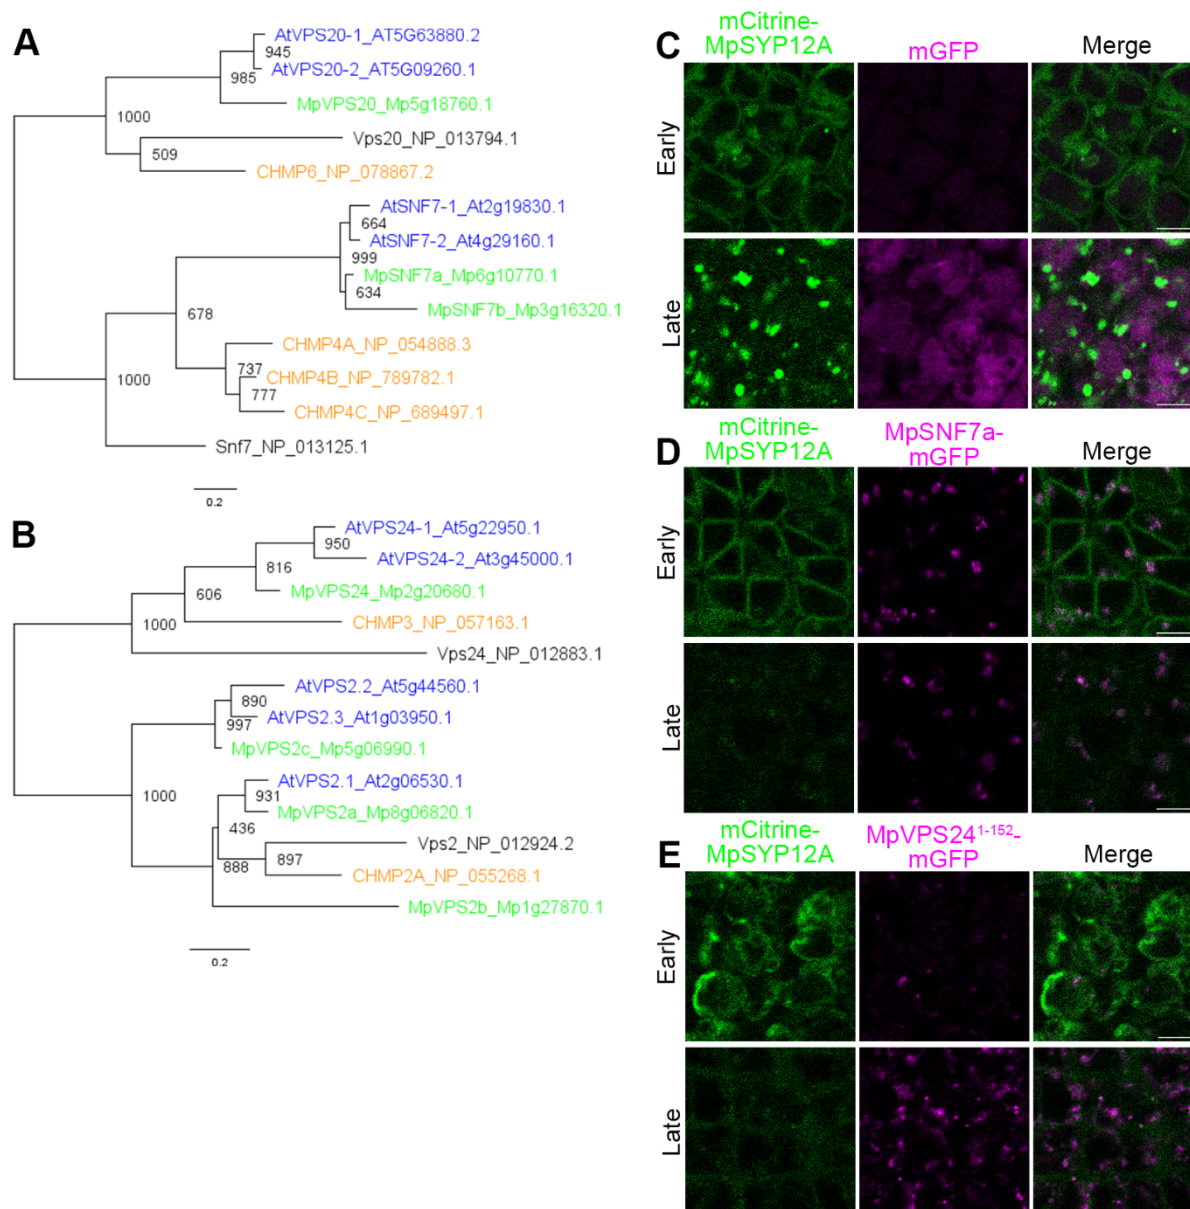 A
AtVPS20-1_AT5G63880.2
945
AtVPS20-2_AT5G09260.1
985
MpVPS20_Mp5g18760.1
1000
Vps20_NP_013794.1
509
CHMP6_NP_078867.2
AtSNF7-1_At2g19830.1
664
AtSNF7-2_At4g29160.1
999
MpSNF7a_Mp6g10770.1
634
MpSNF7b_Mp3g16320.1
678
CHMP4A_NP_054888.3
737
CHMP4B_NP_789782.1
777
1000
CHMP4C_NP_689497.1
Snf7_NP_013125.1
0.2
B
AtVPS24-1_At5g22950.1
950
AtVPS24-2_At3g45000.1
816
MpVPS24_Mp2g20680.1
606
CHMP3_NP_057163.1
1000
Vps24_NP_012883.1
AtVPS2.2_At5g44560.1
890
AtVPS2.3_At1g03950.1
997
MpVPS2c_Mp5g06990.1
AtVPS2.1_At2g06530.1
1000
931
MpVPS2a_Mp8g06820.1
436
Vps2_NP_012924.2
888
897
CHMP2A_NP_055268.1
MpVPS2b_Mp1g27870.1
0.2
C
mCitrine-
MpSYP12A
mGFP
Merge
Early
Late
D
mCitrine-
MpSYP12A
MpSNF7a-
mGFP
Merge
Early
Late
E
mCitrine-
MpSYP12A
MpVPS24¹⁻¹⁵²-
mGFP
Merge
Early
Late